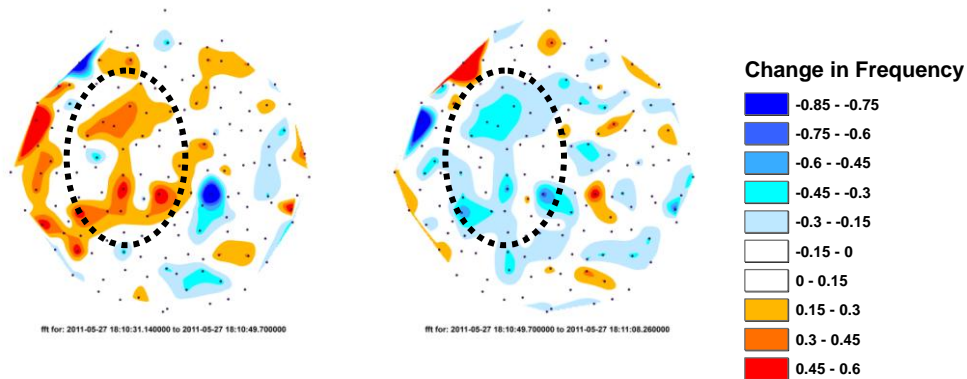 fft for: 2011-05-27 18:10:31.140000 to 2011-05-27 18:10:49.700000
fft for: 2011-05-27 18:10:49.700000 to 2011-05-27 18:11:08.260000
Change in Frequency
-0.85 - -0.75
-0.75 - -0.6
-0.6 - -0.45
-0.45 - -0.3
-0.3 - -0.15
-0.15 - 0
0 - 0.15
0.15 - 0.3
0.3 - 0.45
0.45 - 0.6